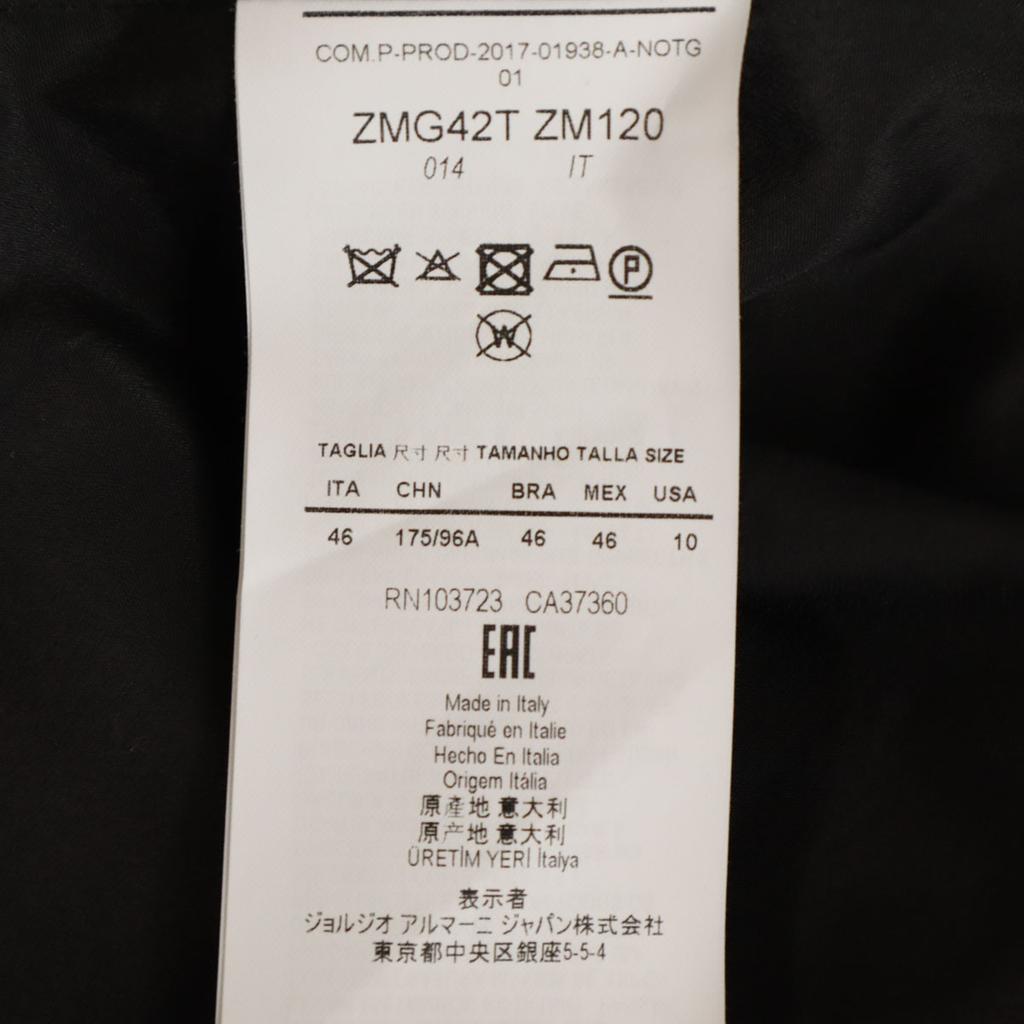 COM.P-PROD-2017-01938-A-NOTG
01
ZMG42T ZM120
014 IT
P
W
TAGLIA 尺寸 尺寸 TAMANHO TALLA SIZE
ITA CHN BRA MEX USA
46 175/96A 46 46 10
RN103723 CA37360
EAC
Made in Italy
Fabriqué en Italie
Hecho En Italia
Origem Itália
原產地 意大利
原产地 意大利
ÜRETİM YERİ İtalya
表示者
ジョルジオ アルマーニ ジャパン株式会社
東京都中央区銀座5-5-4